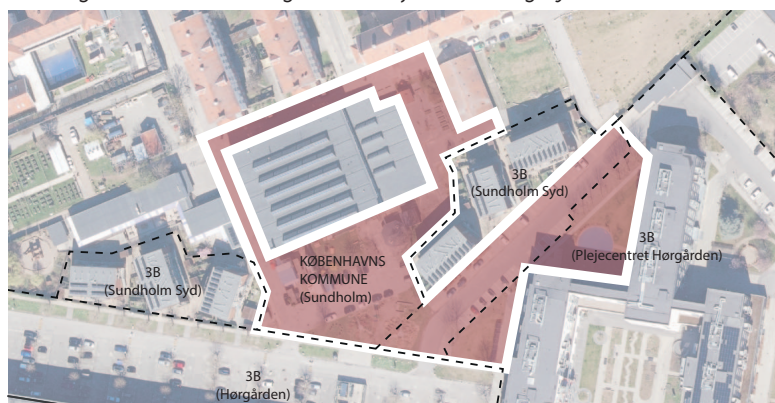 3B
(Sundholm Syd)
3B
(Plejecentret Hørgården)
KØBENHAVNS
KOMMUNE
(Sundholm)
3B
(Sundholm Syd)
3B
(Hørgården)